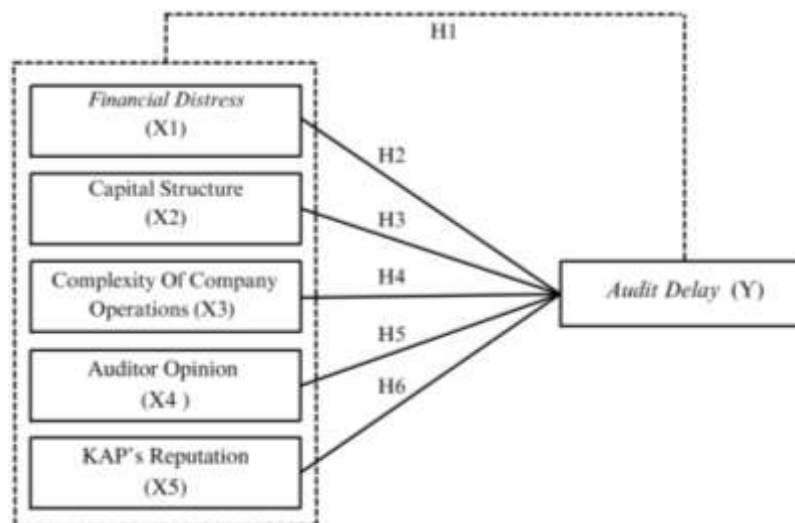 H1
Financial Distress
(X1)
H2
Capital Structure
(X2)
H3
Complexity Of Company
Operations (X3)
H4
Audit Delay (Y)
H5
Auditor Opinion
(X4 )
H6
KAP's Reputation
(X5)